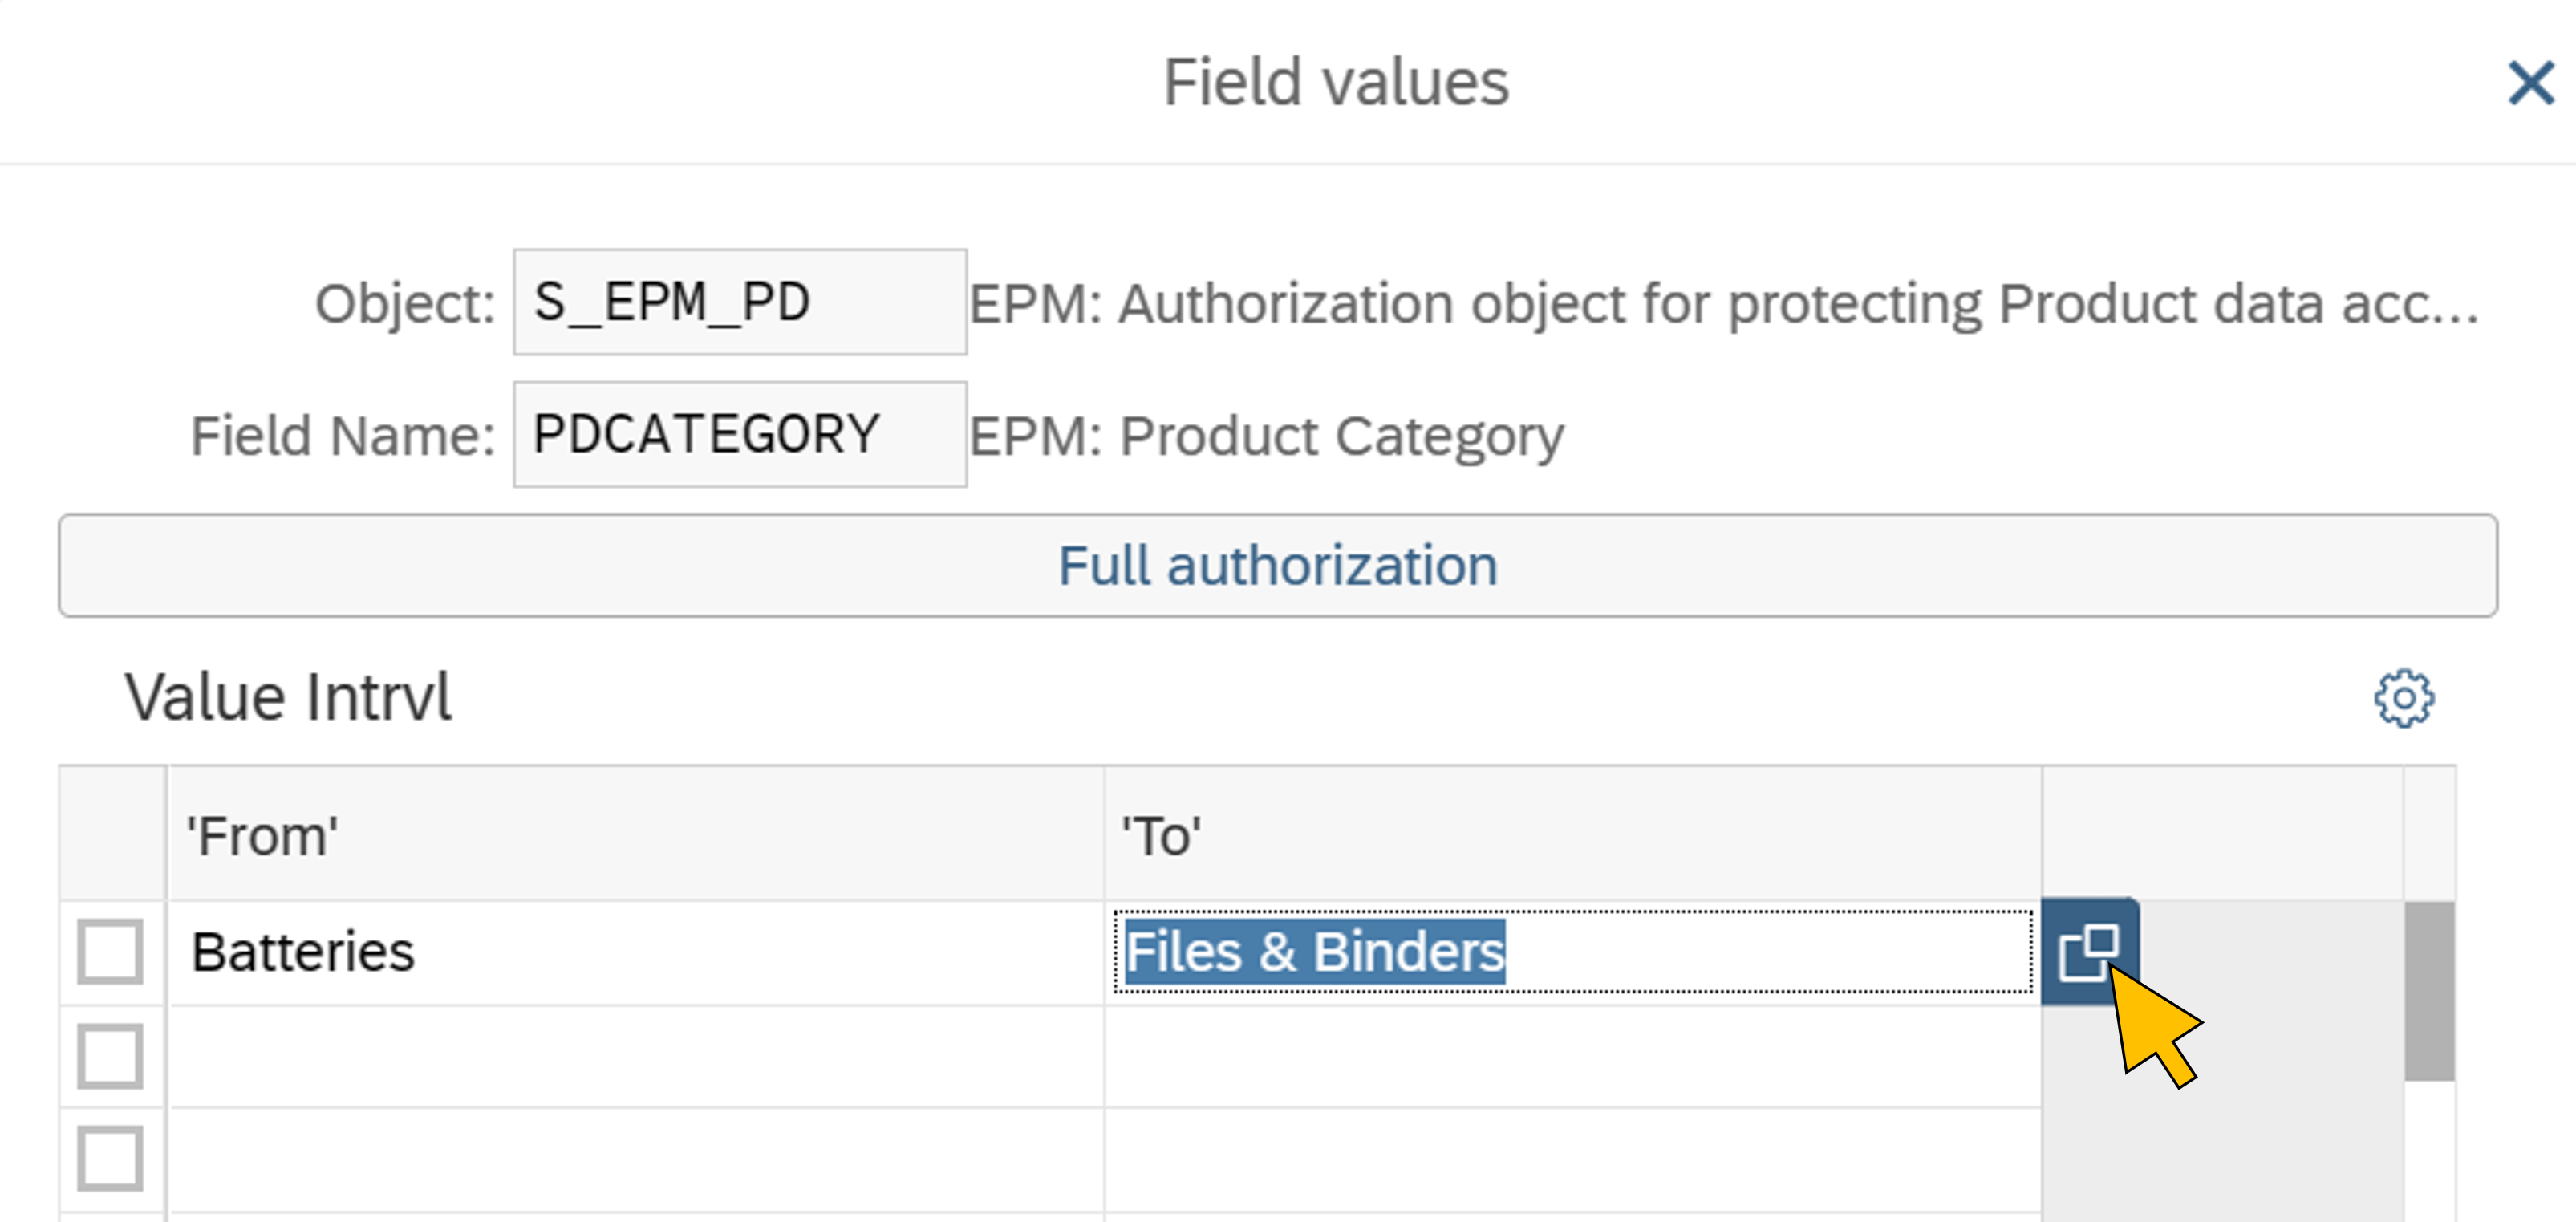 Field values
Object: S_EPM_PD EPM: Authorization object for protecting Product data acc...
Field Name: PDCATEGORY EPM: Product Category
Full authorization
Value Intrvl
'From' 'To'
Batteries Files & Binders